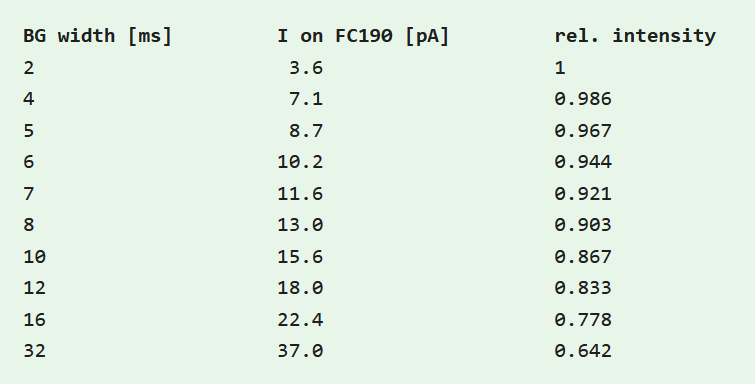 BG width [ms] I on FC190 [pA] rel. intensity
2 3.6 1
4 7.1 0.986
5 8.7 0.967
6 10.2 0.944
7 11.6 0.921
8 13.0 0.903
10 15.6 0.867
12 18.0 0.833
16 22.4 0.778
32 37.0 0.642